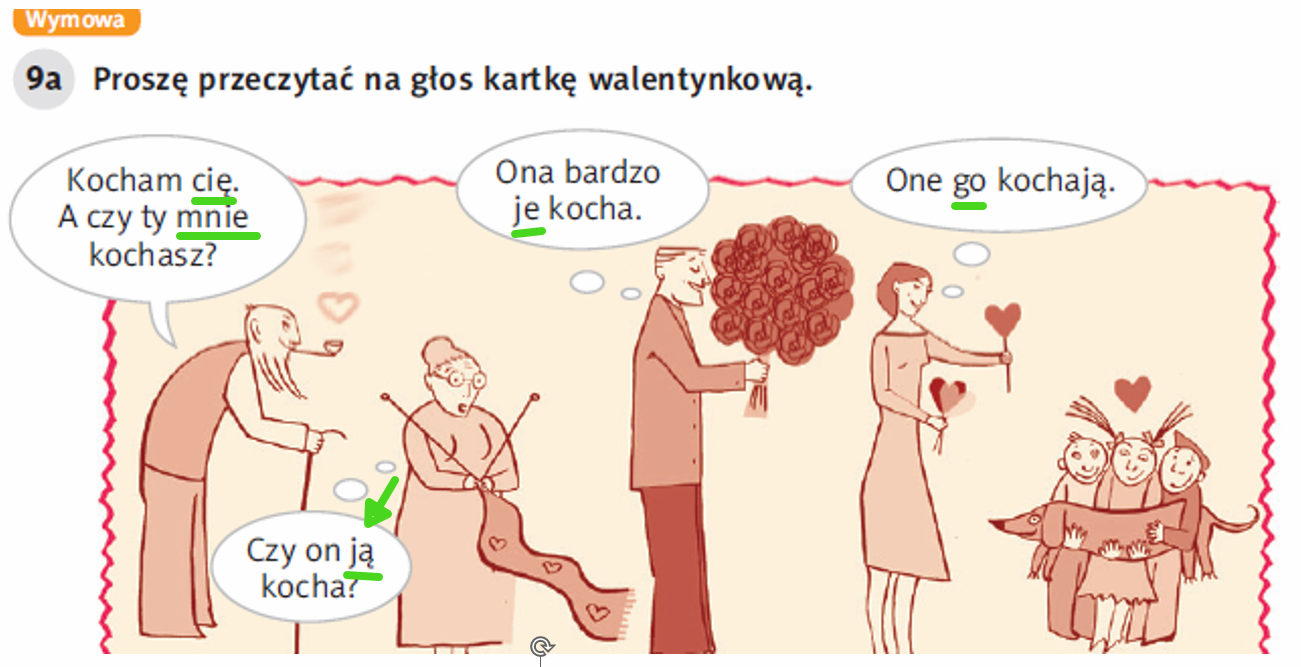 Wymowa
9a Proszę przeczytać na głos kartkę walentynkową.
Kocham cię.
A czy ty mnie
kochasz?
Ona bardzo
je kocha.
One go kochają.
Czy on ją
kocha?